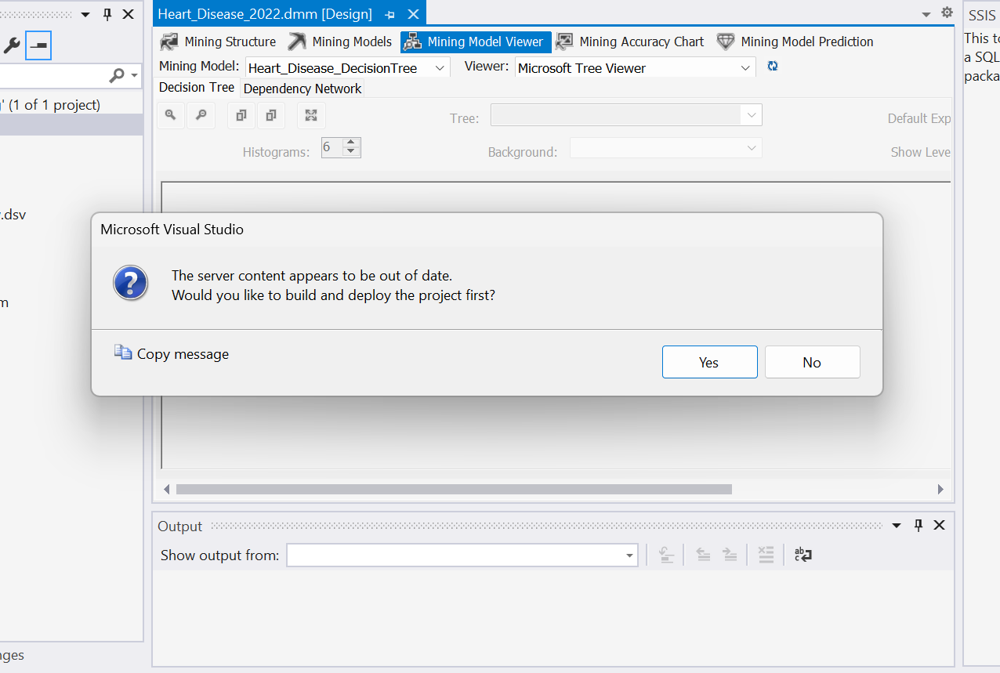 Heart_Disease_2022.dmm [Design]
SSIS
Mining Structure
Mining Models
Mining Model Viewer
Mining Accuracy Chart
Mining Model Prediction
This to
a SQL
packa
Mining Model:
Heart_Disease_DecisionTree
Viewer:
Microsoft Tree Viewer
Decision Tree
Dependency Network
' (1 of 1 project)
Tree:
Default Exp
Histograms:
6
Background:
Show Leve
.dsv
m
Microsoft Visual Studio
?
The server content appears to be out of date.
Would you like to build and deploy the project first?
Copy message
Yes
No
Output
Show output from:
ab
c
nges